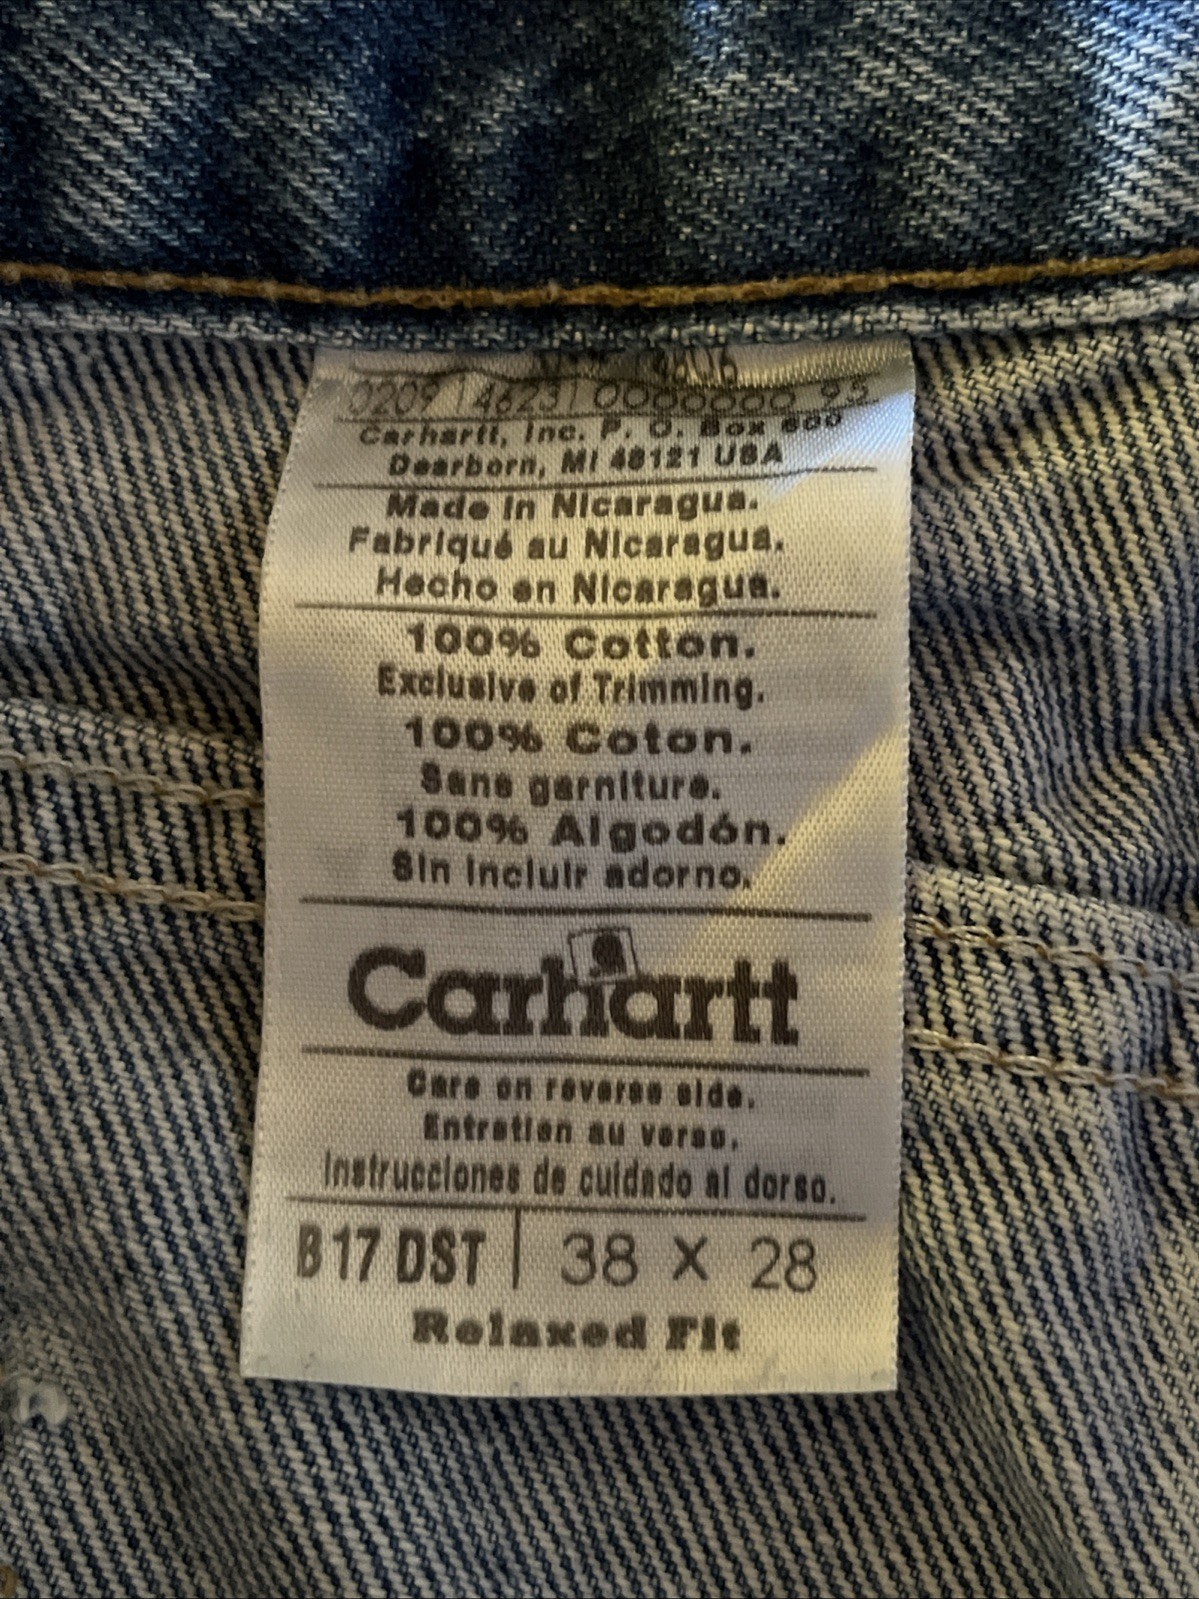 0209 | 4623 | 0000000 95
Carhartt, Inc. P. O. Box 600
Dearborn, MI 48121 USA
Made in Nicaragua.
Fabriqué au Nicaragua.
Hecho en Nicaragua.
100% Cotton.
Exclusive of Trimming.
100% Coton.
Sans garniture.
100% Algodón.
Sin incluir adorno.
Carhartt
Care on reverse side.
Entretien au verso.
Instrucciones de cuidado al dorso.
B17 DST | 38 X 28
Relaxed Fit